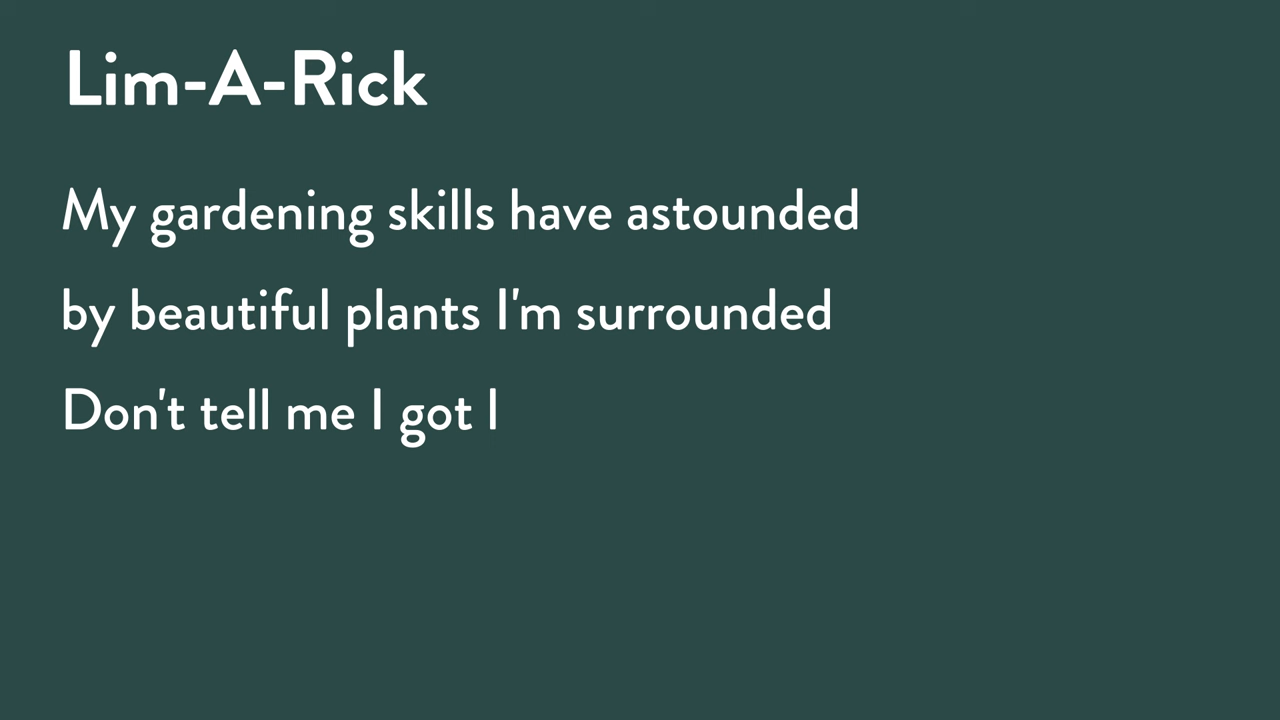 Lim-A-Rick
My gardening skills have astounded
by beautiful plants I'm surrounded
Don't tell me I got I